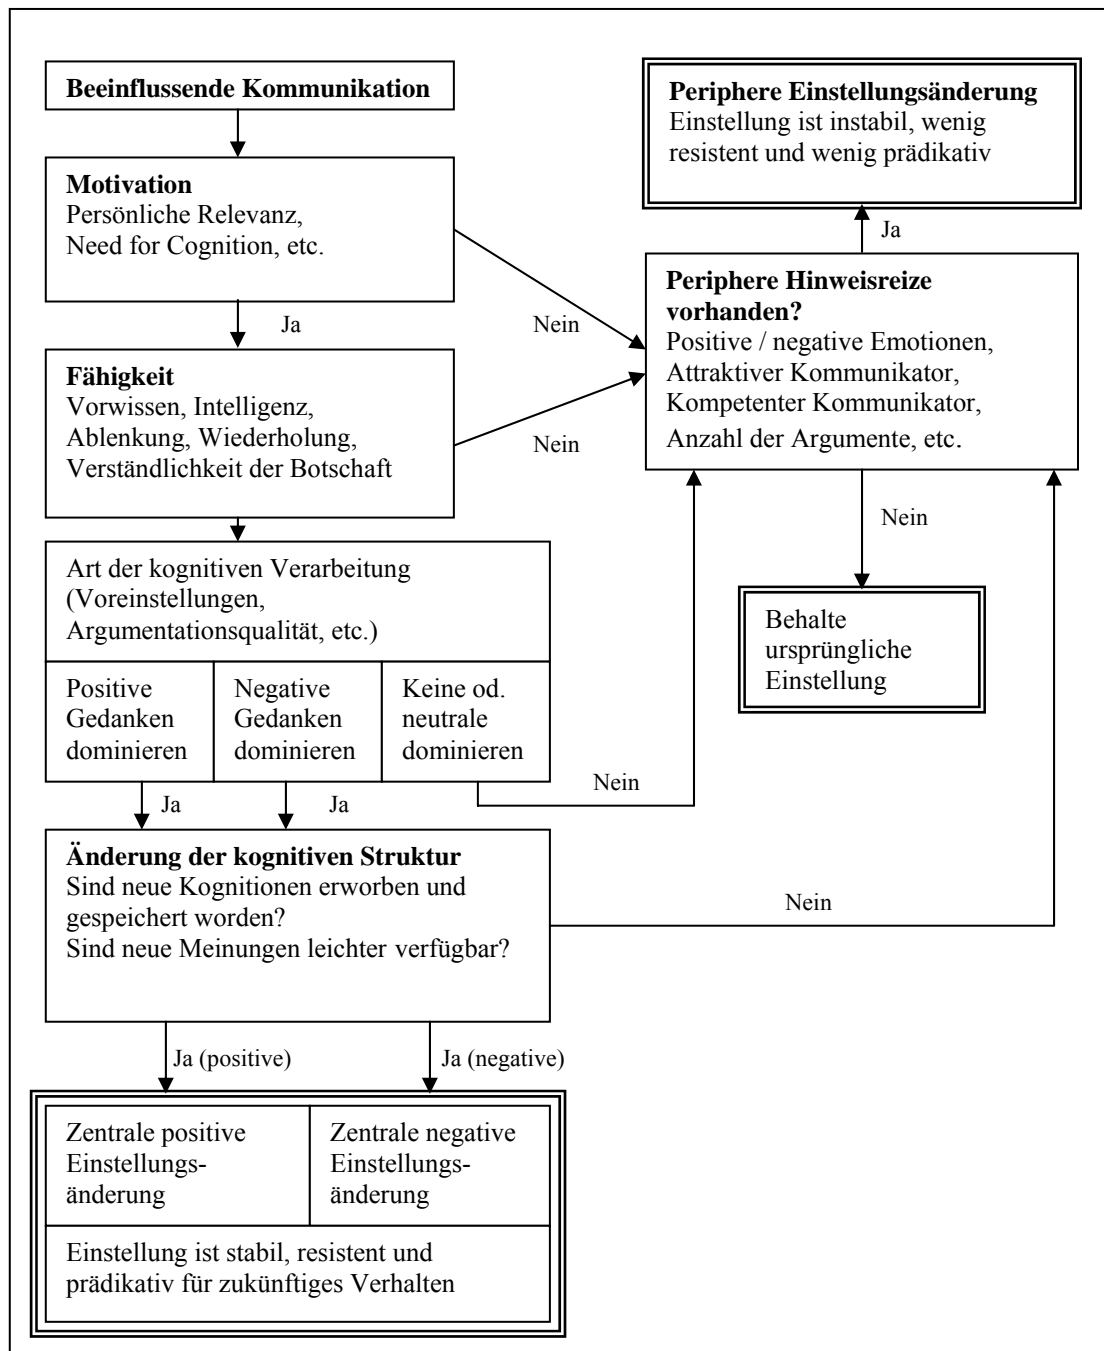 Beeinflussende Kommunikation
Motivation
Persönliche Relevanz,
Need for Cognition, etc.
Ja
Nein
Fähigkeit
Vorwissen, Intelligenz,
Ablenkung, Wiederholung,
Verständlichkeit der Botschaft
Nein
Art der kognitiven Verarbeitung
(Voreinstellungen,
Argumentationsqualität, etc.)
Positive
Gedanken
dominieren
Negative
Gedanken
dominieren
Keine od.
neutrale
dominieren
Ja
Ja
Nein
Änderung der kognitiven Struktur
Sind neue Kognitionen erworben und
gespeichert worden?
Sind neue Meinungen leichter verfügbar?
Nein
Ja (positive)
Ja (negative)
Zentrale positive
Einstellungs-
änderung
Zentrale negative
Einstellungs-
änderung
Einstellung ist stabil, resistent und
prädikativ für zukünftiges Verhalten
Periphere Einstellungsänderung
Einstellung ist instabil, wenig
resistent und wenig prädikativ
Ja
Periphere Hinweisreize
vorhanden?
Positive / negative Emotionen,
Attraktiver Kommunikator,
Kompetenter Kommunikator,
Anzahl der Argumente, etc.
Nein
Behalte
ursprüngliche
Einstellung